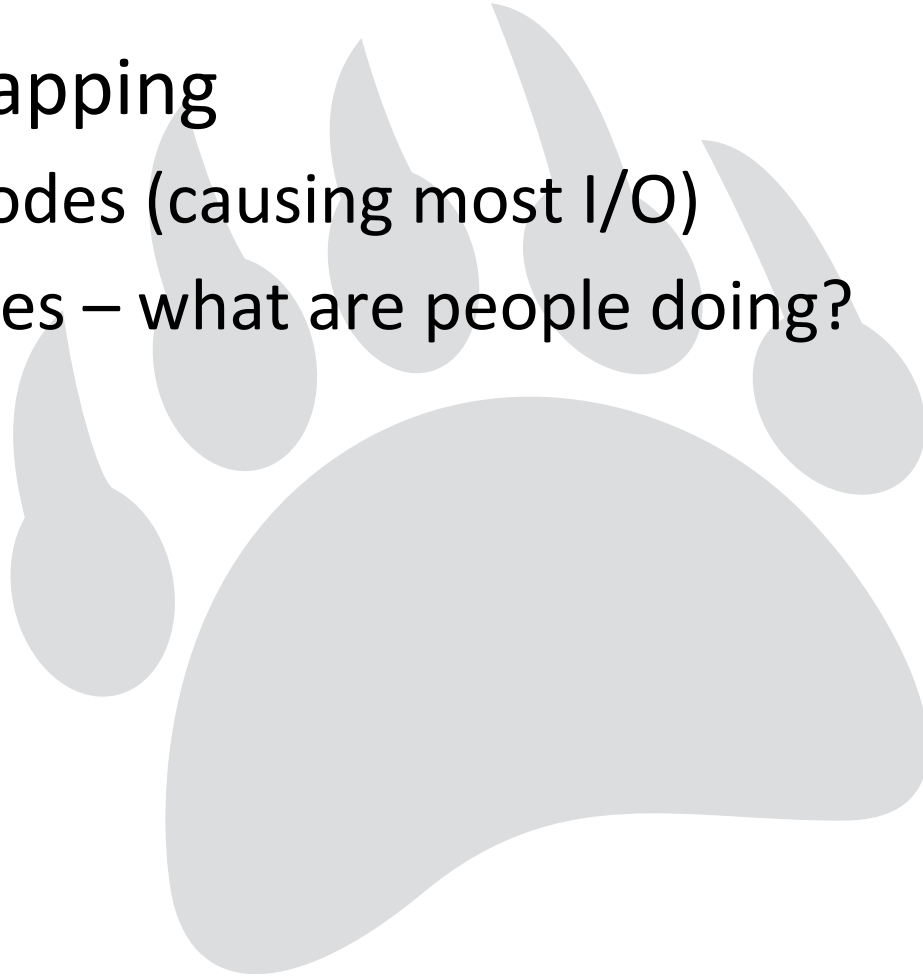 apping
odes (causing most I/O)
es – what are people doing?